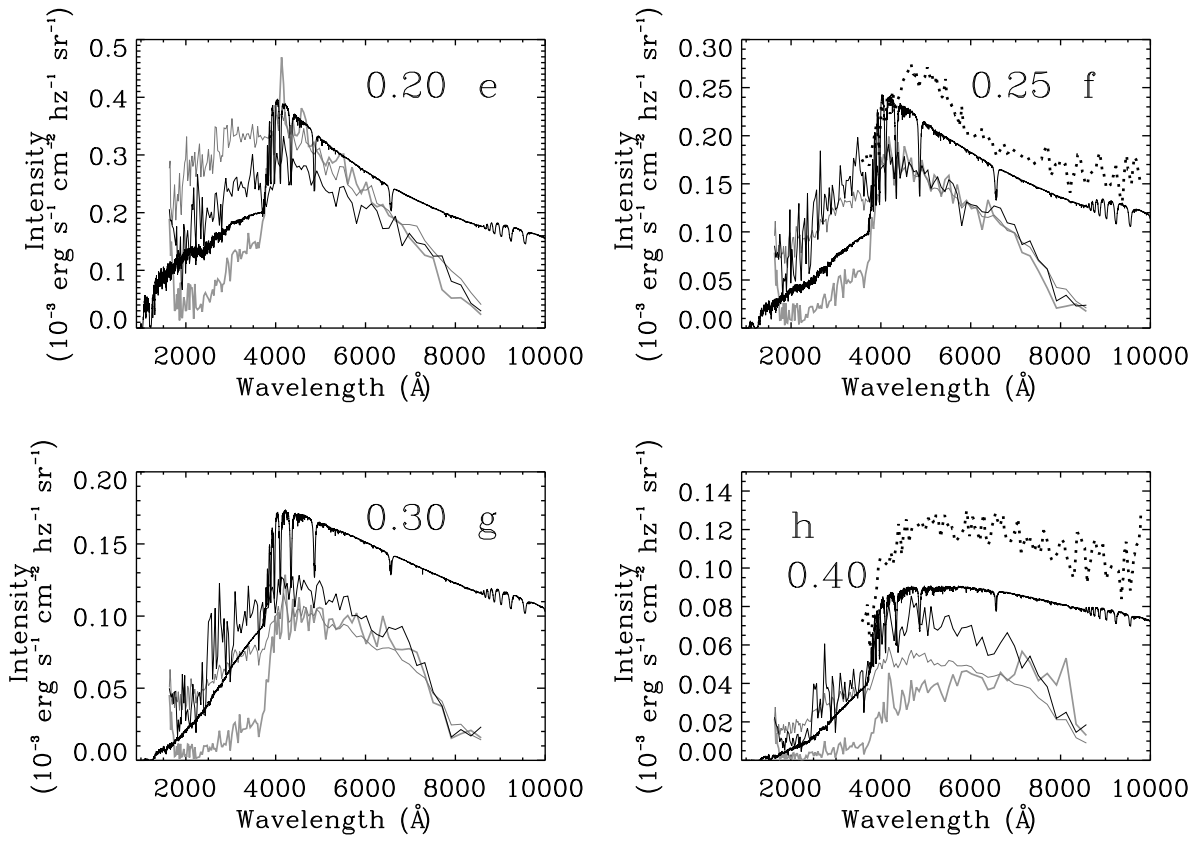 0.20 e
0.5
0.4
0.3
0.2
0.1
0.0
Intensity
(10⁻³ erg s⁻¹ cm⁻² hz⁻¹ sr⁻¹)
2000 4000 6000 8000 10000
Wavelength (Å)
0.25 f
0.30
0.25
0.20
0.15
0.10
0.05
0.00
Intensity
(10⁻³ erg s⁻¹ cm⁻² hz⁻¹ sr⁻¹)
2000 4000 6000 8000 10000
Wavelength (Å)
0.30 g
0.20
0.15
0.10
0.05
0.00
Intensity
(10⁻³ erg s⁻¹ cm⁻² hz⁻¹ sr⁻¹)
2000 4000 6000 8000 10000
Wavelength (Å)
h
0.40
0.14
0.12
0.10
0.08
0.06
0.04
0.02
0.00
Intensity
(10⁻³ erg s⁻¹ cm⁻² hz⁻¹ sr⁻¹)
2000 4000 6000 8000 10000
Wavelength (Å)